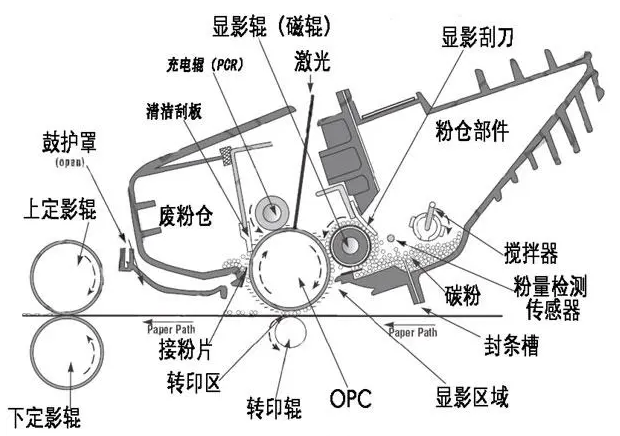 显影辊（磁辊）
显影刮刀
充电辊（PCR）
激光
清洁刮板
粉仓部件
鼓护罩
(open)
上定影辊
废粉仓
搅拌器
碳粉
粉量检测
传感器
Paper Path
Paper Path
接粉片
封条槽
转印区
OPC
显影区域
下定影辊
转印辊